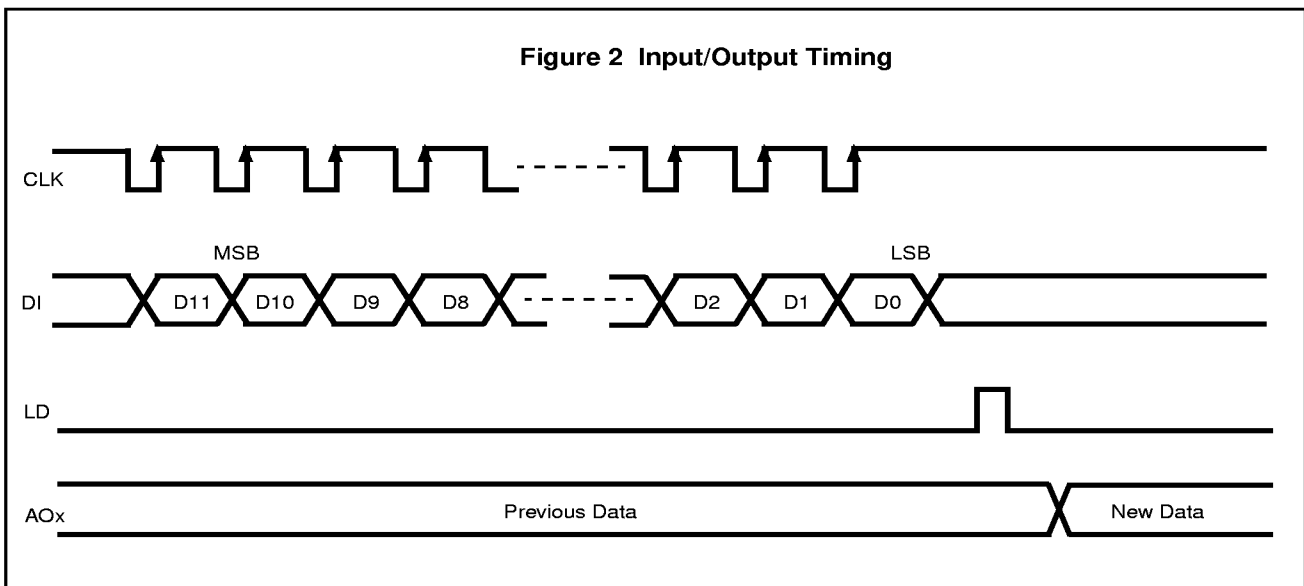 Figure 2 Input/Output Timing
CLK
MSB
LSB
DI
D11
D10
D9
D8
D2
D1
D0
LD
AOx
Previous Data
New Data